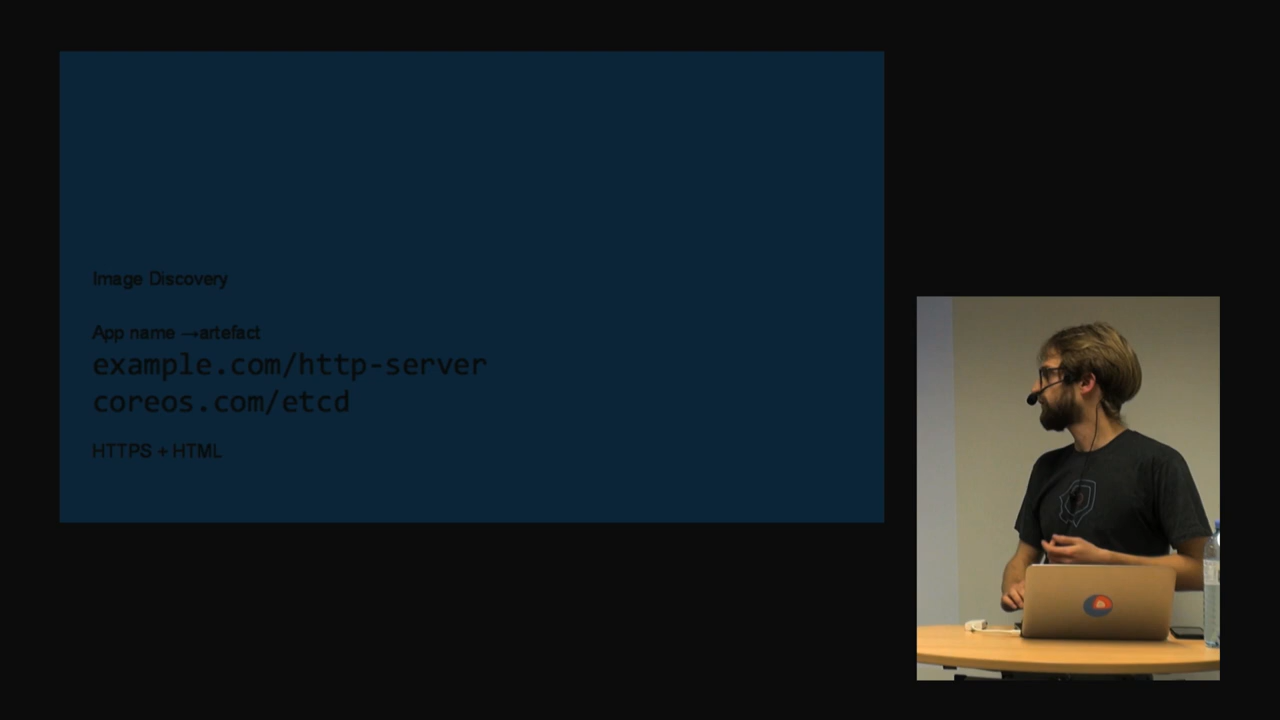 Image Discovery
App name →artefact
example.com/http-server
coreos.com/etcd
HTTPS + HTML